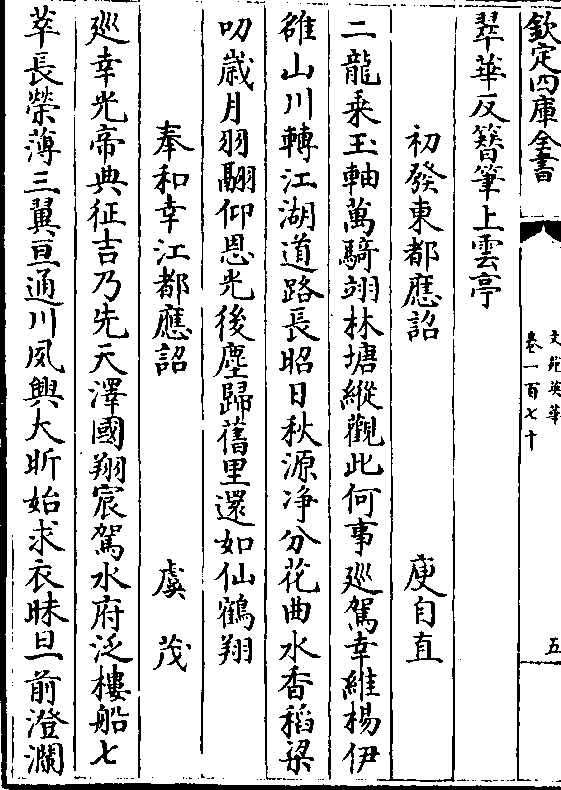 欽定四庫全書
文苑英華
卷一百七十
五
翠華反簪筆上雲亭
初發東都應詔
庾自直
二龍乗玉軸萬騎翊林塘縱觀此何事廵駕幸維楊伊
雒山川轉江湖道路長昭日秋源浄分花曲水香稻粱
叨歲月羽翮仰恩光後塵歸舊里還如仙鶴翔
奉和幸江都應詔
虞茂
廵幸光帝典征吉乃先天澤國翔宸駕水府泛樓船七
萃長榮薄三翼亘通川夙興大昕始求衣昧旦前澄瀾